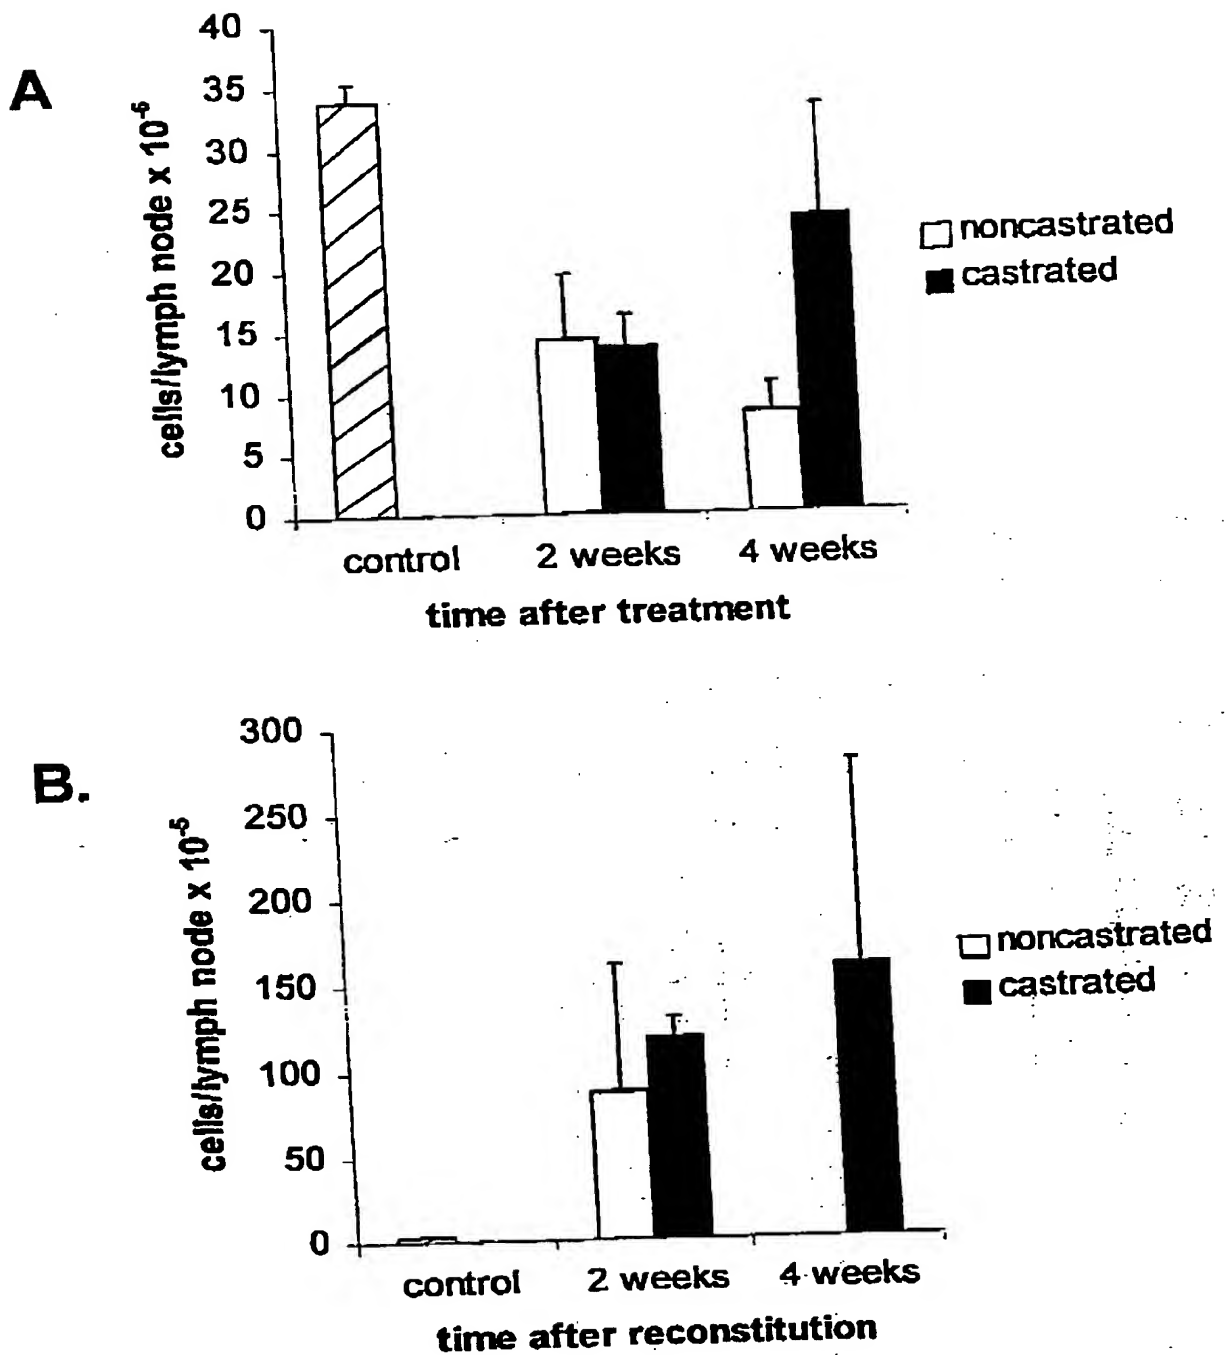 A
40
35
30
25
20
15
10
5
0
cells/lymph node x 10⁻⁶
noncastrated
castrated
control 2 weeks 4 weeks
time after treatment
B.
300
250
200
150
100
50
0
cells/lymph node x 10⁻⁵
noncastrated
castrated
control 2 weeks 4 weeks
time after reconstitution